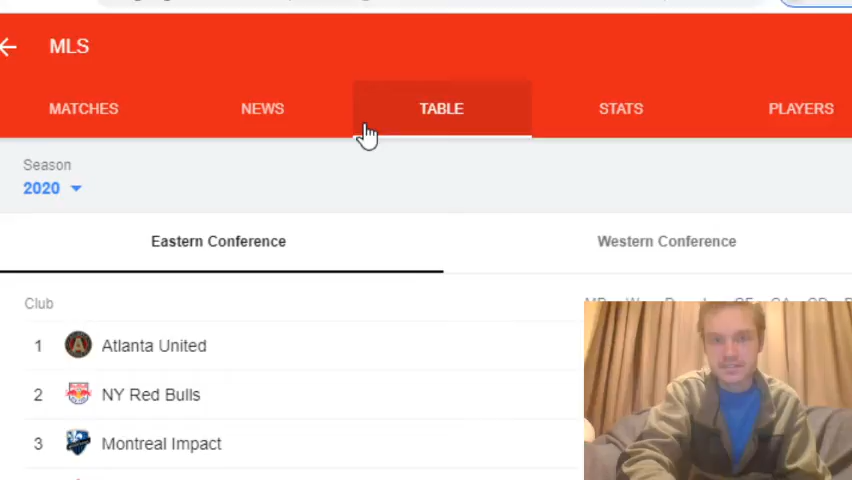 MLS
MATCHES NEWS TABLE STATS PLAYERS
Season
2020
Eastern Conference Western Conference
Club
1 Atlanta United
2 NY Red Bulls
3 Montreal Impact